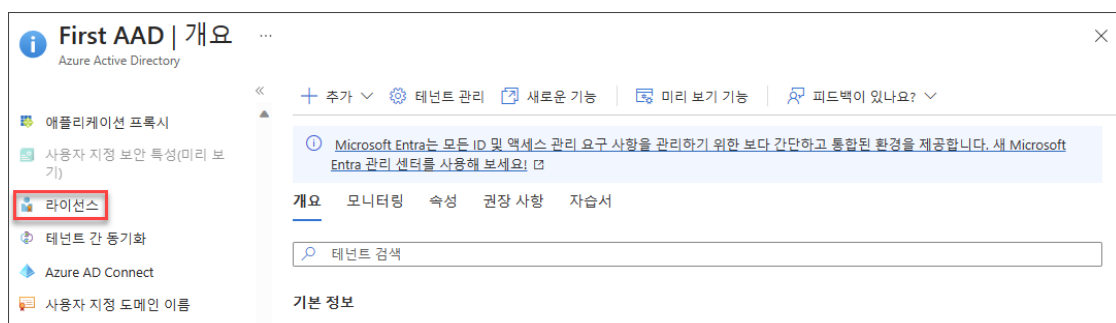 First AAD | 개요 ...
Azure Active Directory
애플리케이션 프록시
사용자 지정 보안 특성(미리 보
기)
라이선스
테넌트 간 동기화
Azure AD Connect
사용자 지정 도메인 이름
추가 테넌트 관리 새로운 기능 미리 보기 기능 피드백이 있나요?
Microsoft Entra는 모든 ID 및 액세스 관리 요구 사항을 관리하기 위한 보다 간단하고 통합된 환경을 제공합니다. 새 Microsoft
Entra 관리 센터를 사용해 보세요!
개요 모니터링 속성 권장 사항 자습서
테넌트 검색
기본 정보